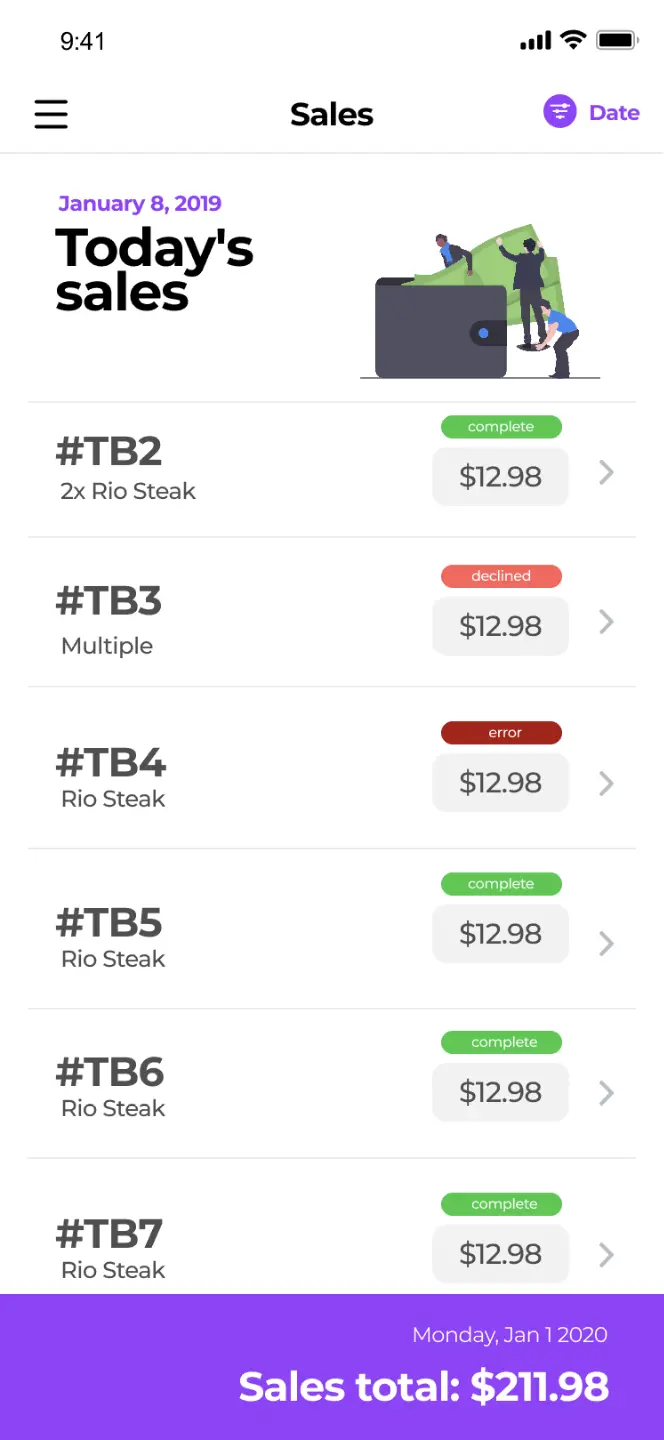 9:41
Sales
Date
January 8, 2019
Today's
sales
complete
#TB2
$12.98
2x Rio Steak
declined
#TB3
$12.98
Multiple
error
#TB4
$12.98
Rio Steak
complete
#TB5
$12.98
Rio Steak
complete
#TB6
$12.98
Rio Steak
complete
#TB7
$12.98
Rio Steak
Monday, Jan 1 2020
Sales total: $211.98